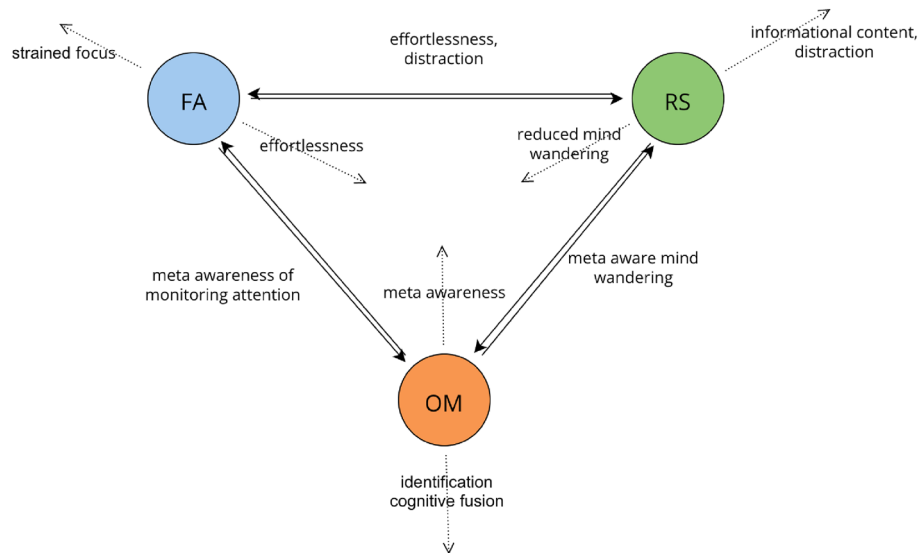 effortlessness,
distraction
informational content,
distraction
strained focus
FA
RS
effortlessness
reduced mind
wandering
meta awareness of
monitoring attention
meta aware mind
wandering
meta awareness
OM
identification
cognitive fusion